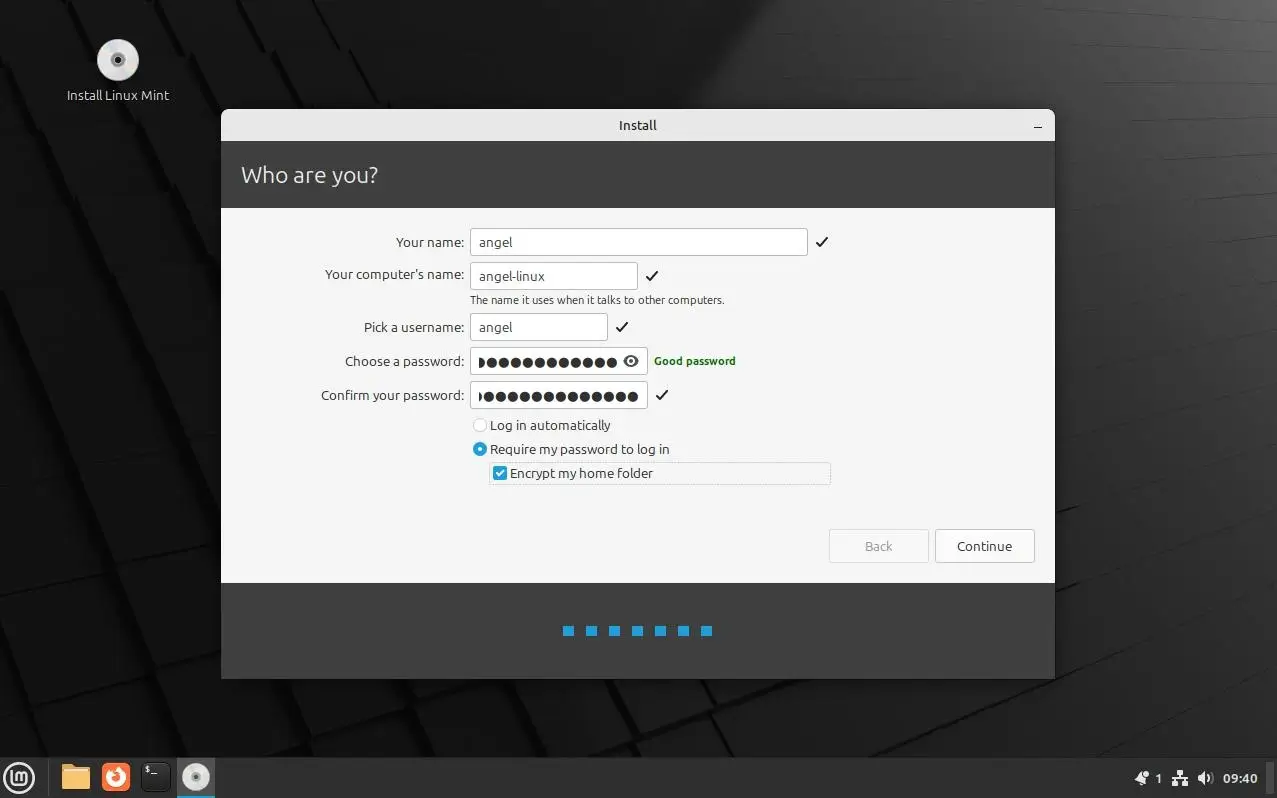 Install Linux Mint
Install
Who are you?
Your name: angel
Your computer's name: angel-linux
The name it uses when it talks to other computers.
Pick a username: angel
Choose a password: Good password
Confirm your password:
Log in automatically
Require my password to log in
Encrypt my home folder
Back Continue
lm $_ 1 09:40